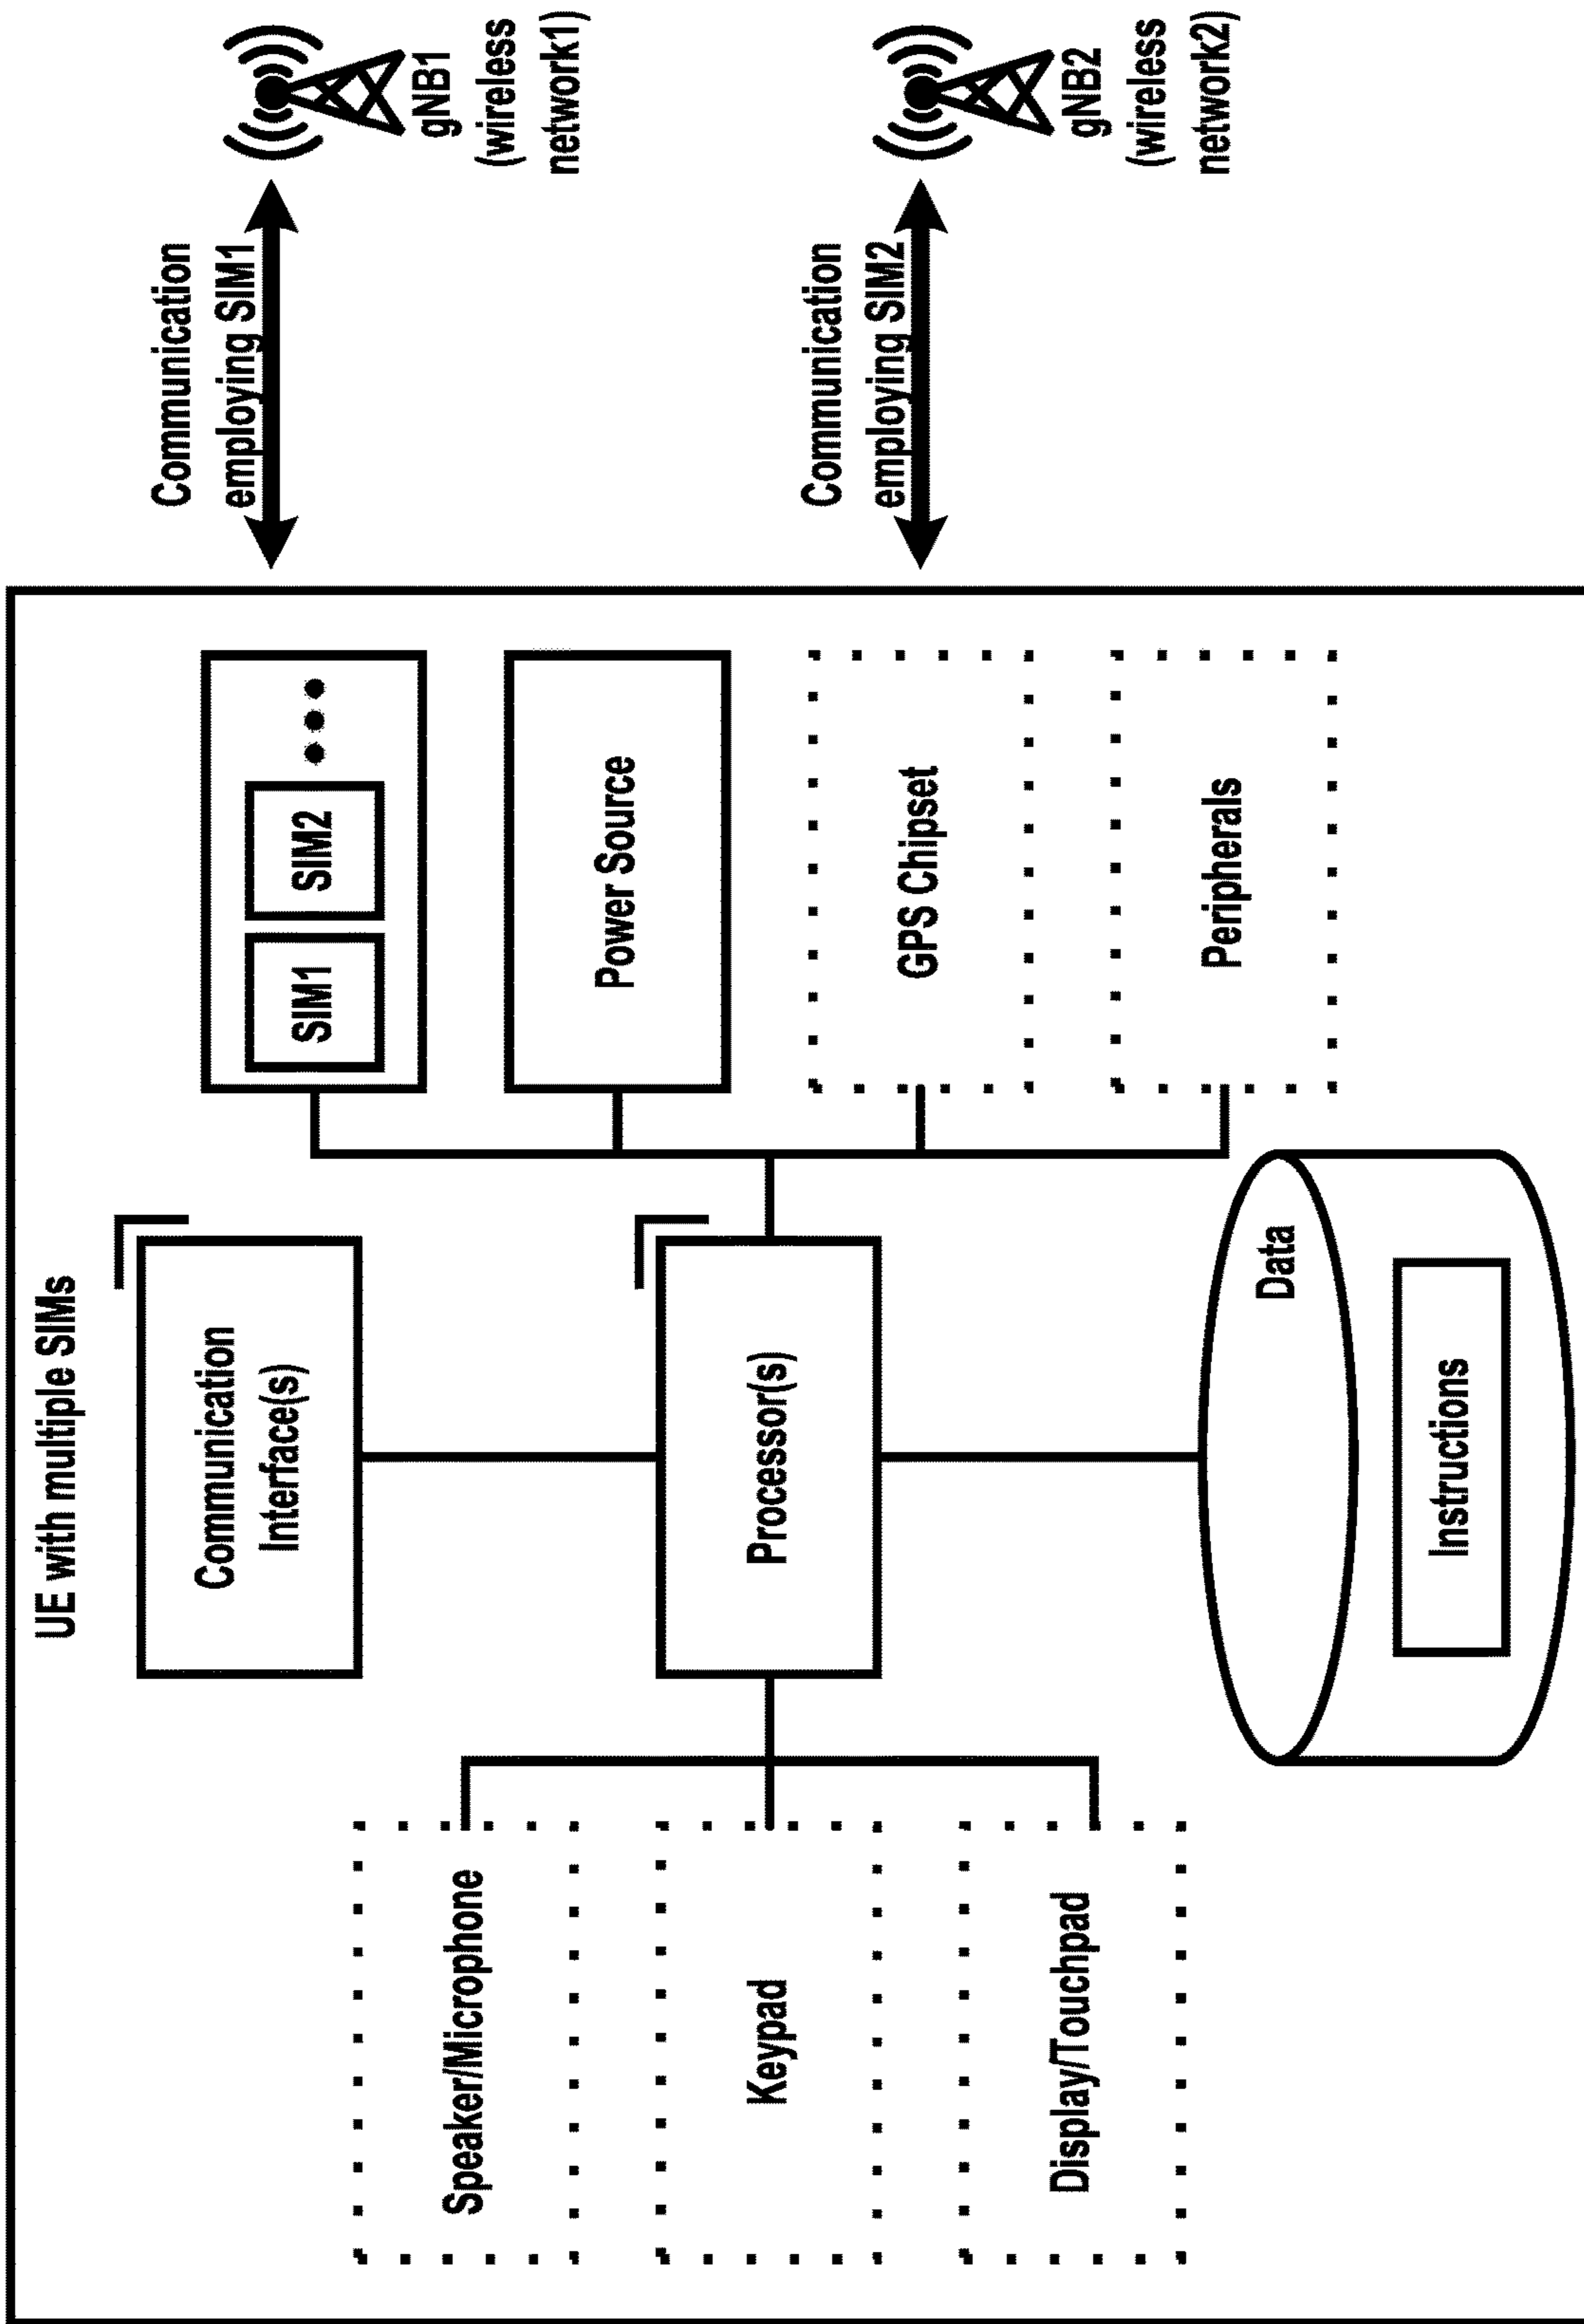 UE with multiple SIMs
Speaker/Microphone
Keypad
Display/Touchpad
Communication
Interface(s)
Processor(s)
Data
Instructions
SIM1
SIM2
Power Source
GPS Chipset
Peripherals
Communication
employing SIM1
gNB1
(wireless
network1)
Communication
employing SIM2
gNB2
(wireless
network2)